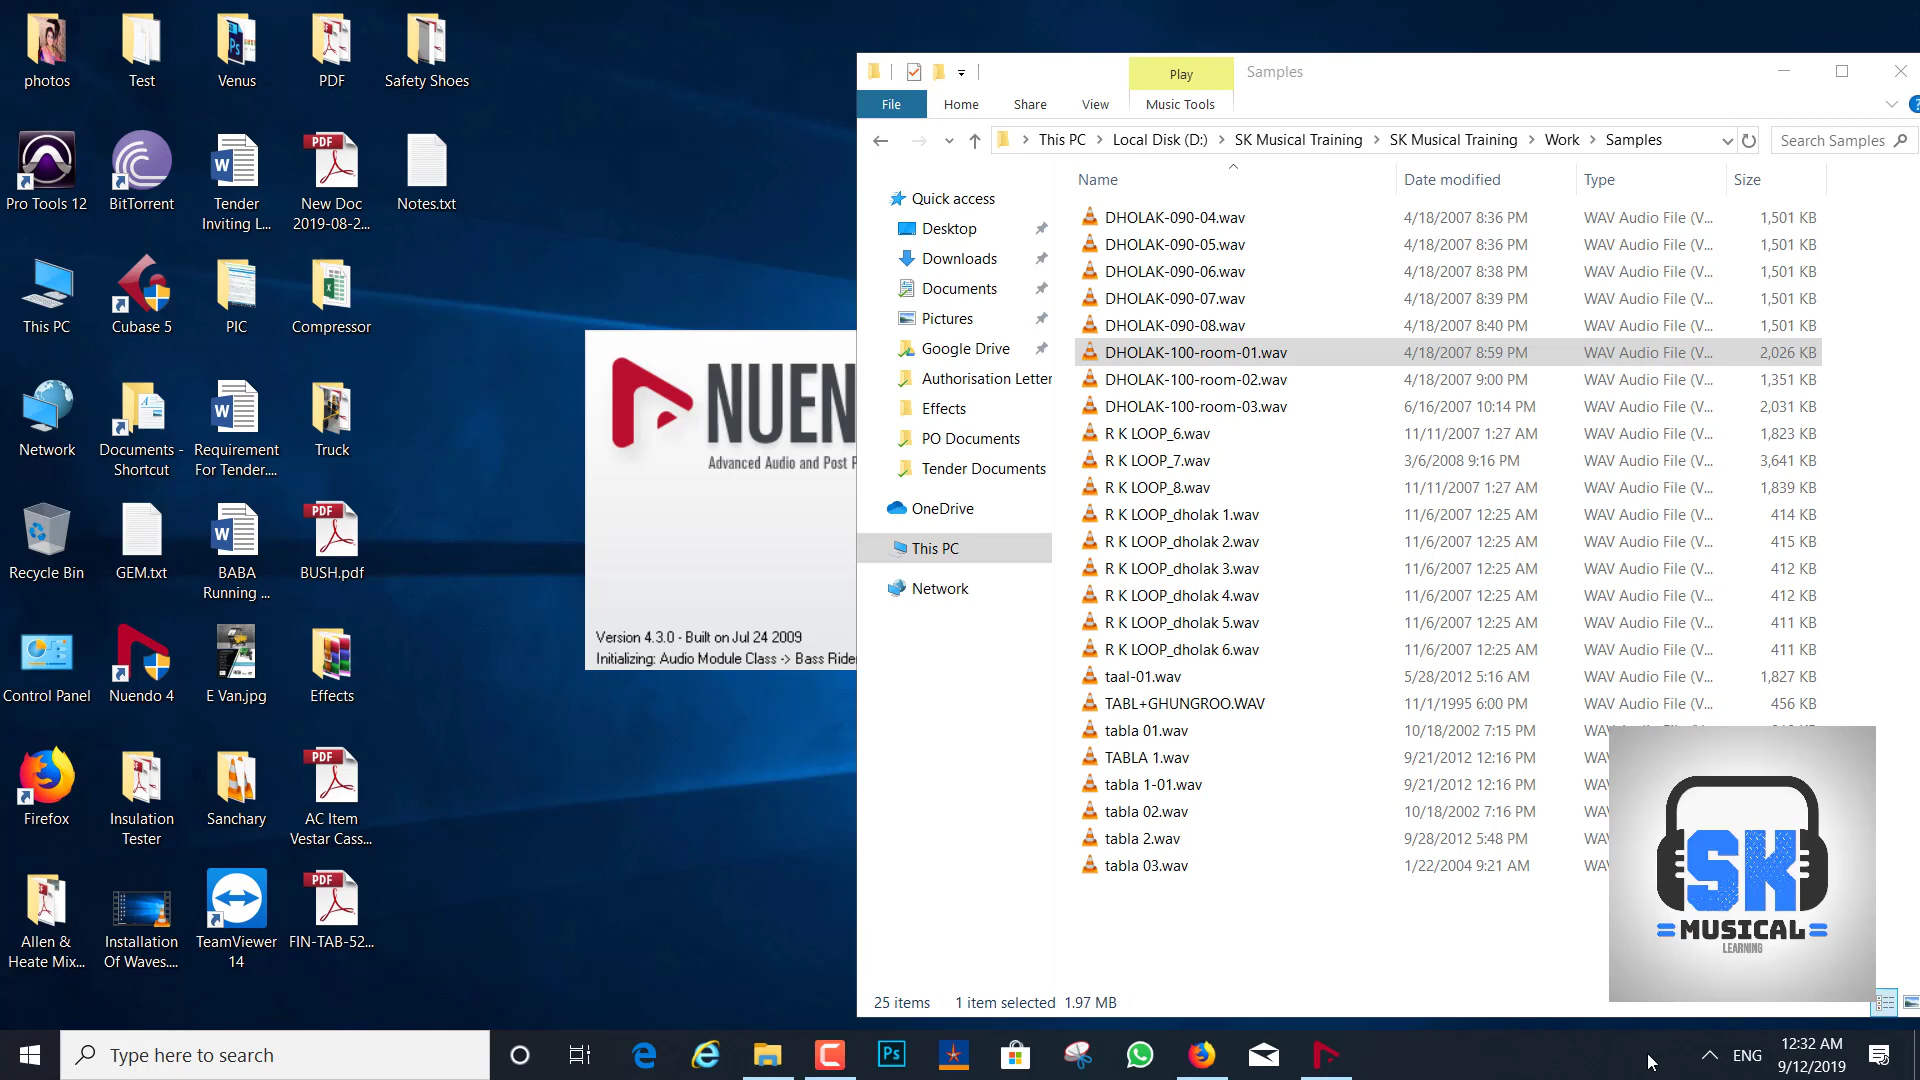 photos
Test
Venus
PDF
Safety Shoes
Pro Tools 12
BitTorrent
Tender
Inviting L...
New Doc
2019-08-2...
Notes.txt
This PC
Cubase 5
PIC
Compressor
Network
Documents -
Shortcut
Requirement
For Tender....
Truck
Recycle Bin
GEM.txt
BABA
Running ...
BUSH.pdf
Control Panel
Nuendo 4
E Van.jpg
Effects
Firefox
Insulation
Tester
Sanchary
AC Item
Vestar Cass...
Allen &
Heate Mix...
Installation
Of Waves....
TeamViewer
14
FIN-TAB-52...
NUEN
Advanced Audio and Post
Version 4.3.0 - Built on Jul 24 2009
Initializing: Audio Module Class -> Bass Ride
Play
Samples
File
Home
Share
View
Music Tools
This PC
Local Disk (D:)
SK Musical Training
SK Musical Training
Work
Samples
Search Samples
Quick access
Desktop
Downloads
Documents
Pictures
Google Drive
Authorisation Letter
Effects
PO Documents
Tender Documents
OneDrive
This PC
Network
Name Date modified Type Size
DHOLAK-090-04.wav 4/18/2007 8:36 PM WAV Audio File (V... 1,501 KB
DHOLAK-090-05.wav 4/18/2007 8:36 PM WAV Audio File (V... 1,501 KB
DHOLAK-090-06.wav 4/18/2007 8:38 PM WAV Audio File (V... 1,501 KB
DHOLAK-090-07.wav 4/18/2007 8:39 PM WAV Audio File (V... 1,501 KB
DHOLAK-090-08.wav 4/18/2007 8:40 PM WAV Audio File (V... 1,501 KB
DHOLAK-100-room-01.wav 4/18/2007 8:59 PM WAV Audio File (V... 2,026 KB
DHOLAK-100-room-02.wav 4/18/2007 9:00 PM WAV Audio File (V... 1,351 KB
DHOLAK-100-room-03.wav 6/16/2007 10:14 PM WAV Audio File (V... 2,031 KB
R K LOOP_6.wav 11/11/2007 1:27 AM WAV Audio File (V... 1,823 KB
R K LOOP_7.wav 3/6/2008 9:16 PM WAV Audio File (V... 3,641 KB
R K LOOP_8.wav 11/11/2007 1:27 AM WAV Audio File (V... 1,839 KB
R K LOOP_dholak 1.wav 11/6/2007 12:25 AM WAV Audio File (V... 414 KB
R K LOOP_dholak 2.wav 11/6/2007 12:25 AM WAV Audio File (V... 415 KB
R K LOOP_dholak 3.wav 11/6/2007 12:25 AM WAV Audio File (V... 412 KB
R K LOOP_dholak 4.wav 11/6/2007 12:25 AM WAV Audio File (V... 412 KB
R K LOOP_dholak 5.wav 11/6/2007 12:25 AM WAV Audio File (V... 411 KB
R K LOOP_dholak 6.wav 11/6/2007 12:25 AM WAV Audio File (V... 411 KB
taal-01.wav 5/28/2012 5:16 AM WAV Audio File (V... 1,827 KB
TABL+GHUNGROO.WAV 11/1/1995 6:00 PM WAV Audio File (V... 456 KB
tabla 01.wav 10/18/2002 7:15 PM
TABLA 1.wav 9/21/2012 12:16 PM
tabla 1-01.wav 9/21/2012 12:16 PM
tabla 02.wav 10/18/2002 7:16 PM
tabla 2.wav 9/28/2012 5:48 PM
tabla 03.wav 1/22/2004 9:21 AM
SK
MUSICAL
LEARNING
25 items 1 item selected 1.97 MB
Type here to search
Ps
ENG
12:32 AM
9/12/2019